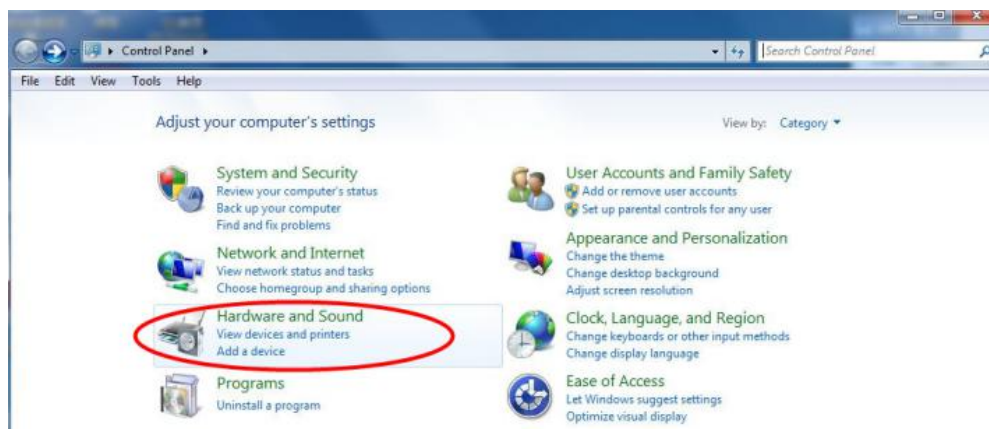 Control Panel
Search Control Panel
File Edit View Tools Help
Adjust your computer's settings
View by: Category
System and Security
Review your computer's status
Back up your computer
Find and fix problems
Network and Internet
View network status and tasks
Choose homegroup and sharing options
Hardware and Sound
View devices and printers
Add a device
Programs
Uninstall a program
User Accounts and Family Safety
Add or remove user accounts
Set up parental controls for any user
Appearance and Personalization
Change the theme
Change desktop background
Adjust screen resolution
Clock, Language, and Region
Change keyboards or other input methods
Change display language
Ease of Access
Let Windows suggest settings
Optimize visual display